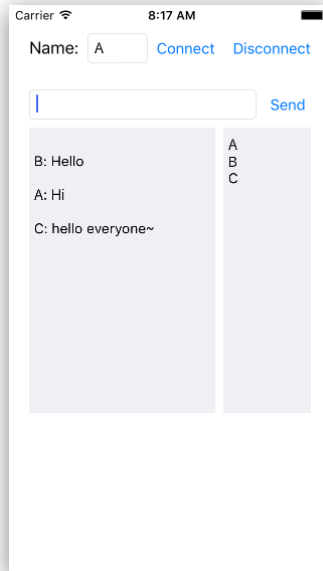 Carrier 8:17 AM
Name: A Connect Disconnect
Send
B: Hello
A: Hi
C: hello everyone~
A
B
C